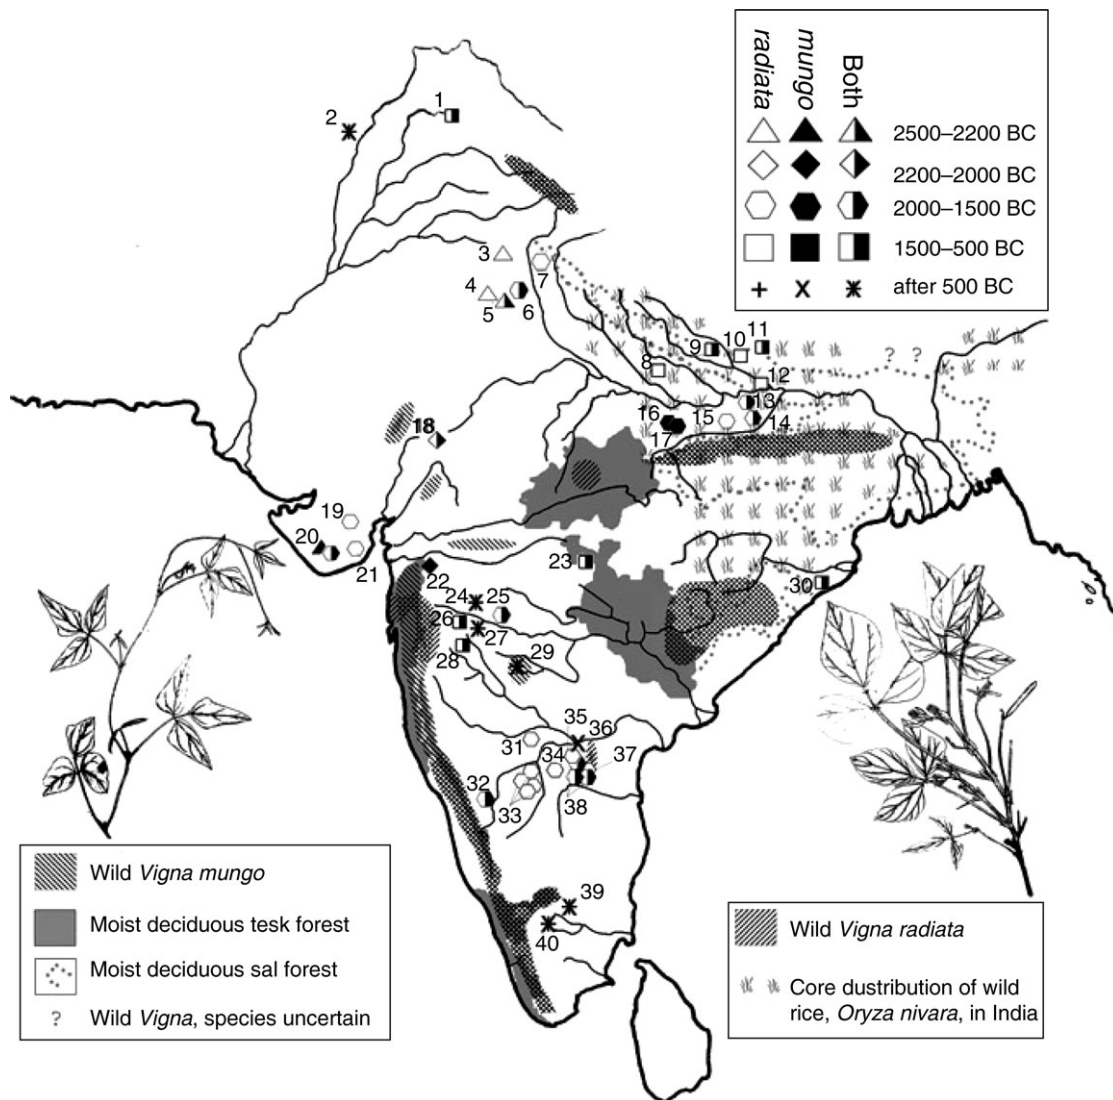 radiata
mungo
Both
2500–2200 BC
2200–2000 BC
2000–1500 BC
1500–500 BC
after 500 BC
1
2
3
4
5
6
7
8
9
10
11
12
13
14
15
16
17
18
19
20
21
22
23
24
25
26
27
28
29
30
31
32
33
34
35
36
37
38
39
40
? ?
Wild Vigna mungo
Moist deciduous tesk forest
Moist deciduous sal forest
? Wild Vigna, species uncertain
Wild Vigna radiata
Core dustribution of wild
rice, Oryza nivara, in India